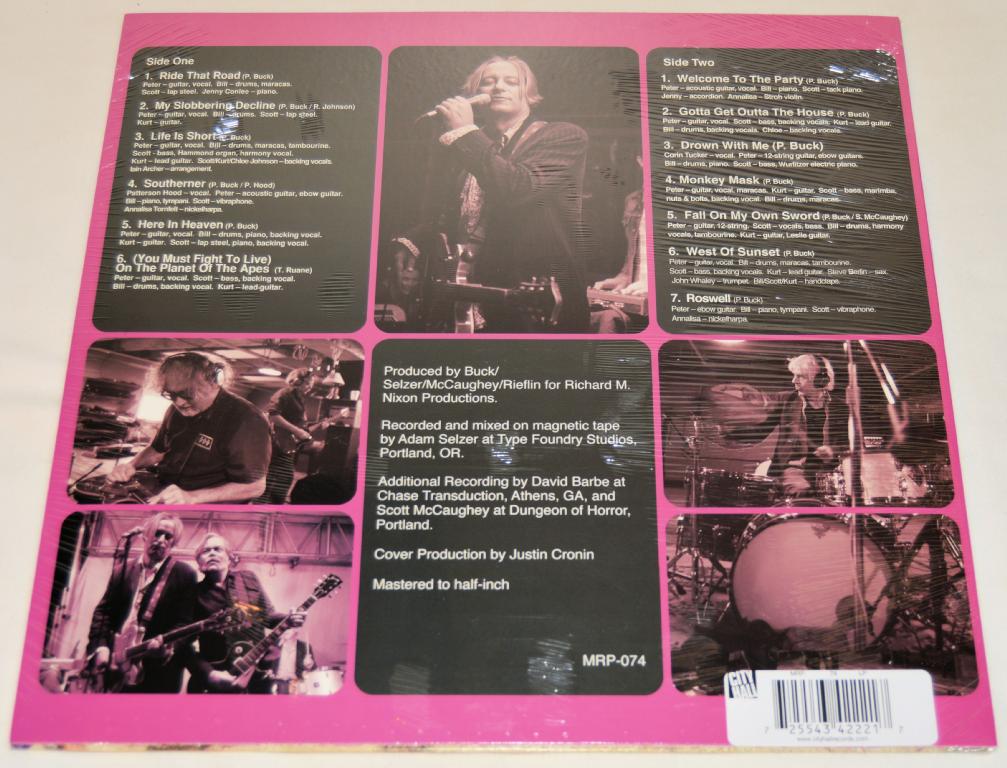 Side One
1. Ride That Road (P. Buck)
Peter – guitar, vocal. Bill – drums, maracas.
Scott – lap steel. Jenny Conlee – piano.
2. My Slobbering Decline (P. Buck / R. Johnson)
Peter – guitar, vocal. Bill – drums. Scott – lap steel.
Kurt – guitar.
3. Life Is Short (P. Buck)
Peter – guitar, vocal. Bill – drums, maracas, tambourine.
Scott - bass, Hammond organ, harmony vocal.
Kurt – lead guitar. Scott/Kurt/Chloe Johnson – backing vocals.
Iain Archer – arrangement.
4. Southerner (P. Buck / P. Hood)
Patterson Hood – vocal. Peter – acoustic guitar, ebow guitar.
Bill – piano, tympani. Scott – vibraphone.
Annalisa Tornfelt – nickelharpa.
5. Here In Heaven (P. Buck)
Peter – guitar, vocal. Bill – drums, piano, backing vocal.
Kurt – guitar. Scott – lap steel, piano, backing vocal.
6. (You Must Fight To Live)
On The Planet Of The Apes (T. Ruane)
Peter – guitar, vocal. Scott – bass, backing vocal.
Bill – drums, backing vocal. Kurt – lead guitar.
Side Two
1. Welcome To The Party (P. Buck)
Peter – acoustic guitar, vocal. Bill – piano. Scott – tack piano.
Jenny – accordion. Annalisa – Stroh violin.
2. Gotta Get Outta The House (P. Buck)
Peter – guitar, vocal. Scott – bass, backing vocals. Kurt – lead guitar.
Bill – drums, backing vocals. Chloe – backing vocals.
3. Drown With Me (P. Buck)
Corin Tucker – vocal. Peter – 12-string guitar, ebow guitars.
Bill – drums, piano. Scott – bass, Wurlitzer electric piano.
4. Monkey Mask (P. Buck)
Peter – guitar, vocal, maracas. Kurt – guitar. Scott – bass, marimba,
nuts & bolts, backing vocal. Bill – drums, maracas.
5. Fall On My Own Sword (P. Buck / S. McCaughey)
Peter – guitar, 12-string. Scott – vocals, bass. Bill – drums, harmony
vocals, tambourine. Kurt – guitar, Leslie guitar.
6. West Of Sunset (P. Buck)
Peter – guitar, vocal. Bill – drums, maracas, tambourine.
Scott – bass, backing vocals. Kurt – lead guitar. Steve Berlin – sax.
John Whaley – trumpet. Bill/Scott/Kurt – handclaps.
7. Roswell (P. Buck)
Peter – ebow guitar. Bill – piano, tympani. Scott – vibraphone.
Annalisa – nickelharpa.
Produced by Buck/
Selzer/McCaughey/Rieflin for Richard M.
Nixon Productions.
Recorded and mixed on magnetic tape
by Adam Selzer at Type Foundry Studios,
Portland, OR.
Additional Recording by David Barbe at
Chase Transduction, Athens, GA, and
Scott McCaughey at Dungeon of Horror,
Portland.
Cover Production by Justin Cronin
Mastered to half-inch
MRP-074
CITY HALL
MRP- 74 LP
7 25543 42221 7
www.cityhallrecords.com